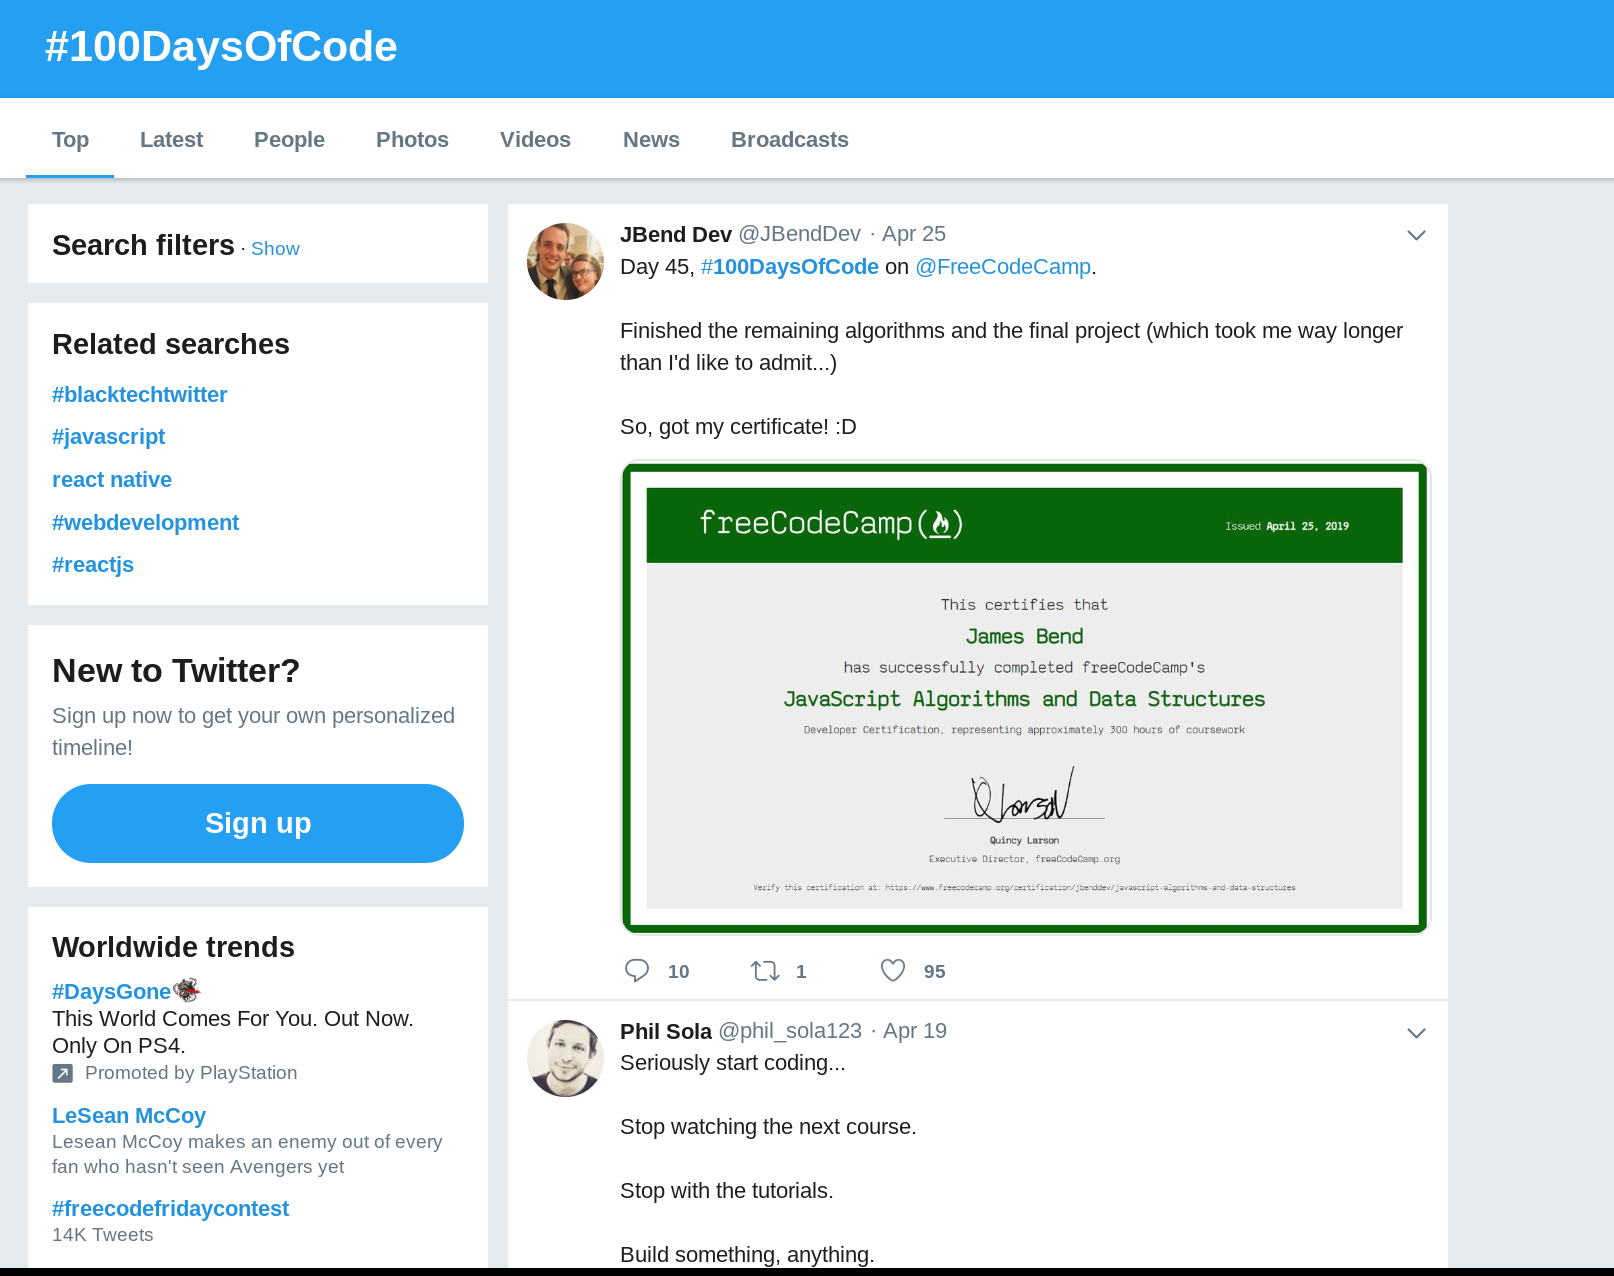 #100DaysOfCode
Top
Latest
People
Photos
Videos
News
Broadcasts
Search filters · Show
Related searches
#blacktechtwitter
#javascript
react native
#webdevelopment
#reactjs
New to Twitter?
Sign up now to get your own personalized
timeline!
Sign up
Worldwide trends
#DaysGone
This World Comes For You. Out Now.
Only On PS4.
Promoted by PlayStation
LeSean McCoy
Lesean McCoy makes an enemy out of every
fan who hasn't seen Avengers yet
#freecodefridaycontest
14K Tweets
JBend Dev @JBendDev · Apr 25
Day 45, #100DaysOfCode on @FreeCodeCamp.
Finished the remaining algorithms and the final project (which took me way longer
than I'd like to admit...)
So, got my certificate! :D
freeCodeCamp(🔥)
Issued April 25, 2019
This certifies that
James Bend
has successfully completed freeCodeCamp's
JavaScript Algorithms and Data Structures
Developer Certification, representing approximately 300 hours of coursework
Quincy Larson
Executive Director, freeCodeCamp.org
Verify this certification at: https://www.freecodecamp.org/certification/jbenddev/javascript-algorithms-and-data-structures
10
1
95
Phil Sola @phil_sola123 · Apr 19
Seriously start coding...
Stop watching the next course.
Stop with the tutorials.
Build something, anything.